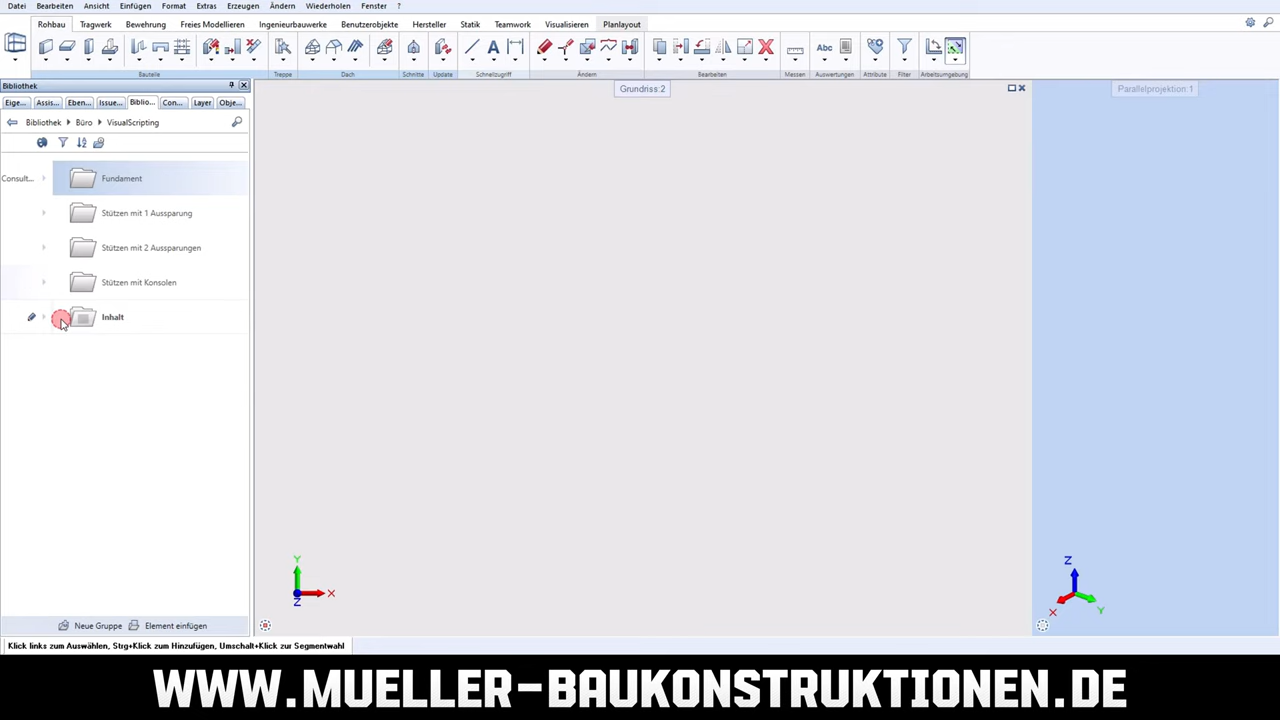 Datei Bearbeiten Ansicht Einfügen Format Extras Erzeugen Ändern Wiederholen Fenster ?
Rohbau Tragwerk Bewehrung Freies Modellieren Ingenieurbauwerke Benutzerobjekte Hersteller Statik Teamwork Visualisieren Planlayout
Abc
Bauteile Treppe Dach Schnitte Update Schnellzugriff Ändern Bearbeiten Messen Auswertungen Attribute Filter Arbeitsumgebung
Bibliothek
Eige... Assis... Eben... Issue... Biblio... Con... Layer Obje...
Bibliothek Büro VisualScripting
Consult... Fundament
Stützen mit 1 Aussparung
Stützen mit 2 Aussparungen
Stützen mit Konsolen
Inhalt
Neue Gruppe Element einfügen
Grundriss:2
Parallelprojektion:1
Y
X
Z
Z
X
Y
Klick links zum Auswählen, Strg+Klick zum Hinzufügen, Umschalt+Klick zur Segmentwahl
WWW.MUELLER-BAUKONSTRUKTIONEN.DE